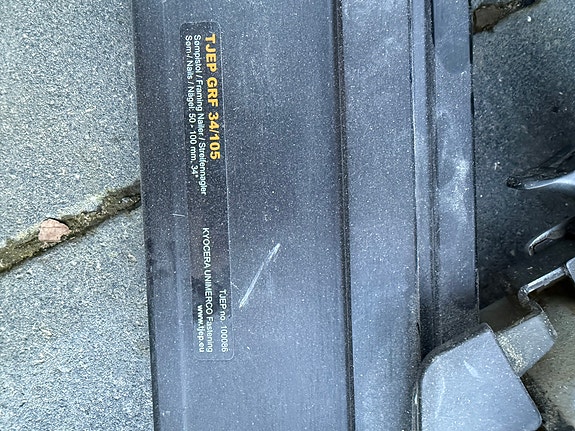 TJEP GRF 34/105
Sømpistol / Framing Nailer / Streifennagler
Søm / Nails / Nägel: 50 - 100 mm, 34°
TJEP no. 100086
KYOCERA UNIMERCO Fastening
www.tjep.eu